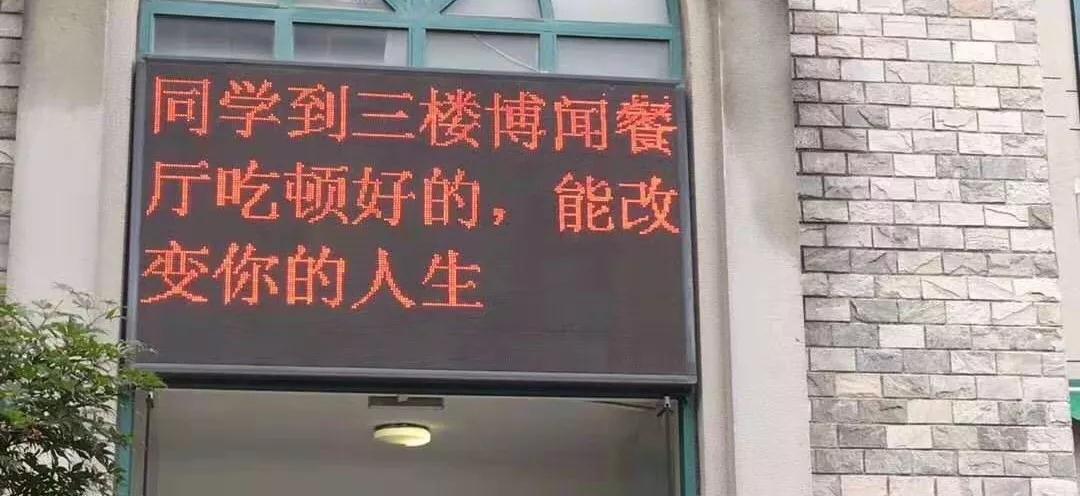 同学到三楼博闻餐
厅吃顿好的，能改
变你的人生